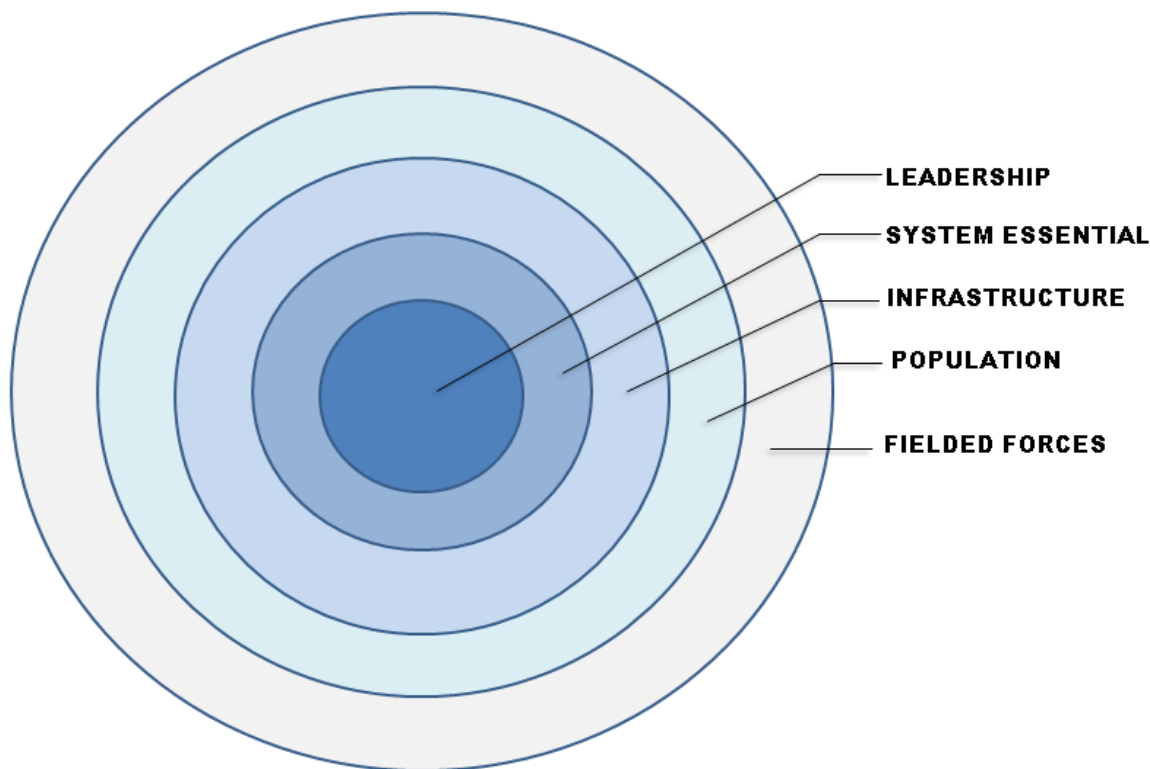 LEADERSHIP
SYSTEM ESSENTIAL
INFRASTRUCTURE
POPULATION
FIELDED FORCES